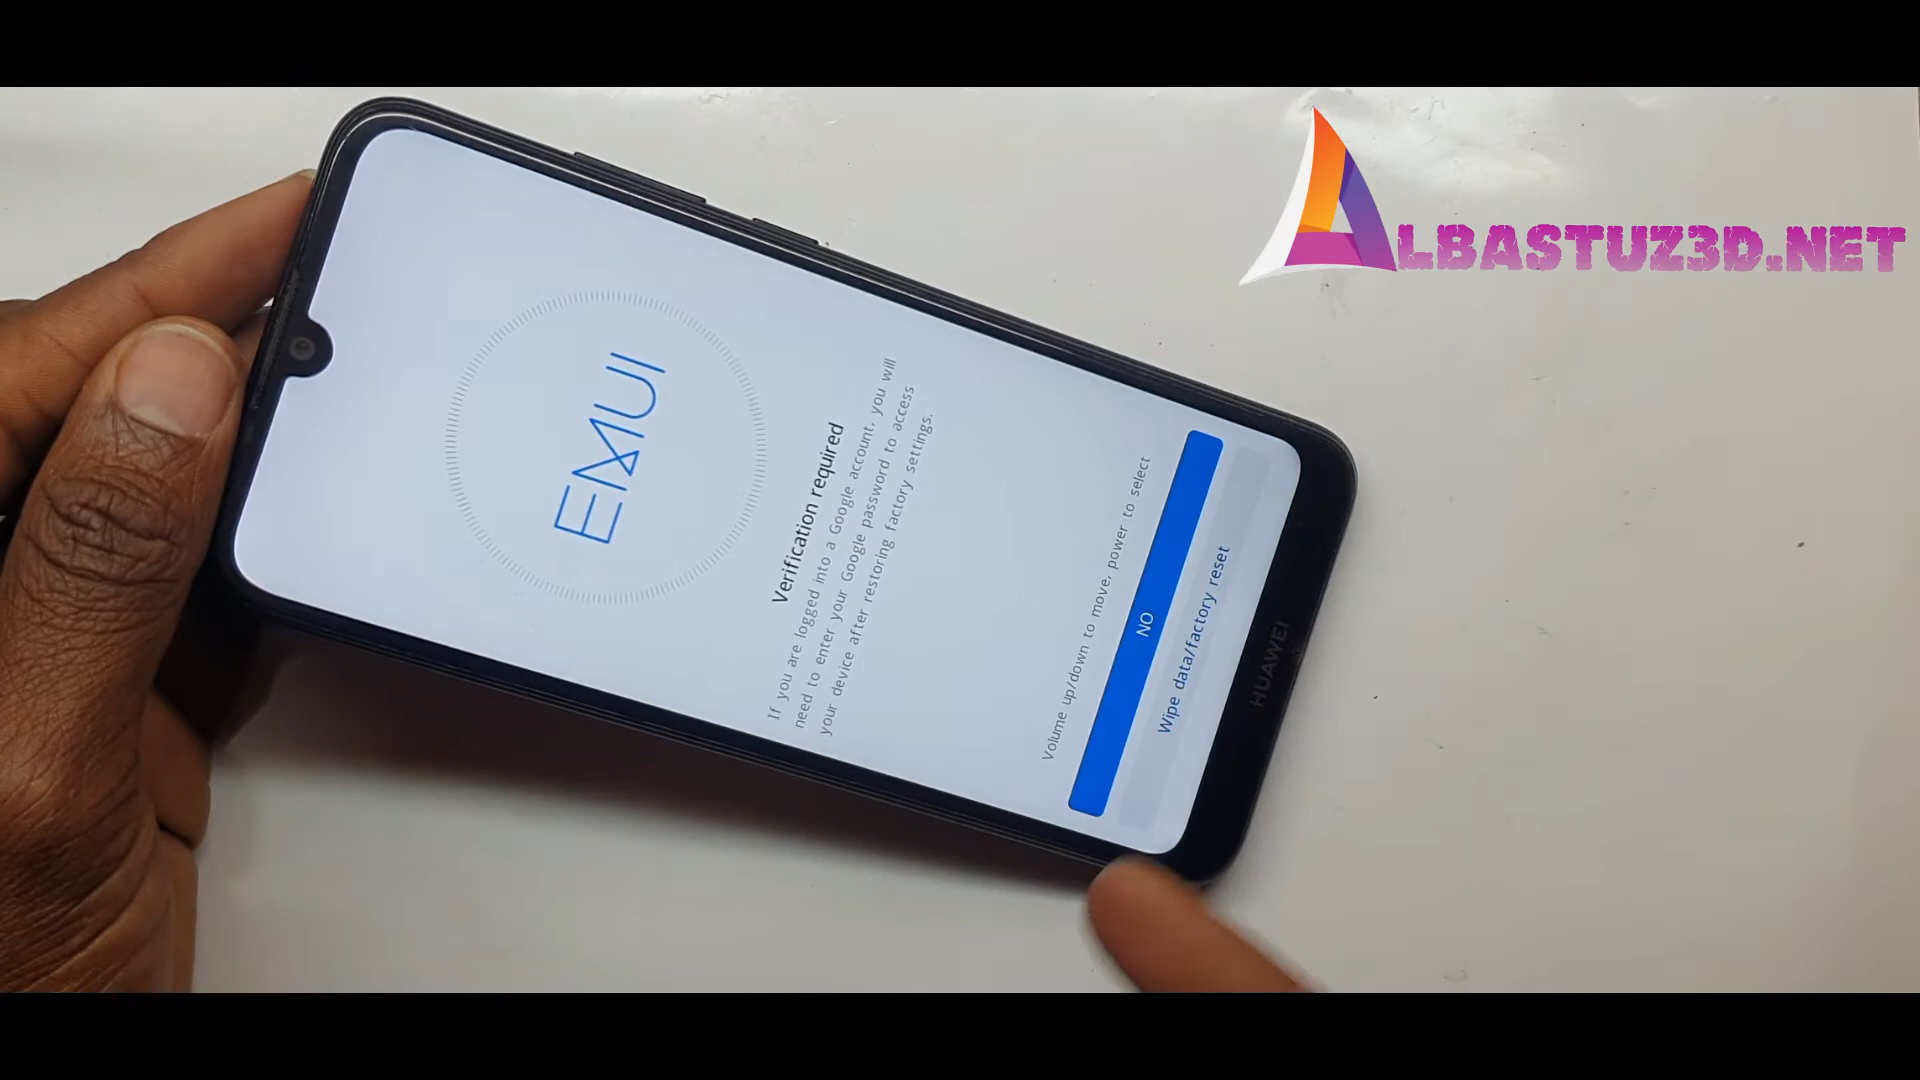 ALBASTUZ3D.NET
EMUI
Verification required
If you are logged into a Google account, you will
need to enter your Google password to access
your device after restoring factory settings.
Volume up/down to move, power to select
NO
Wipe data/factory reset
HUAWEI